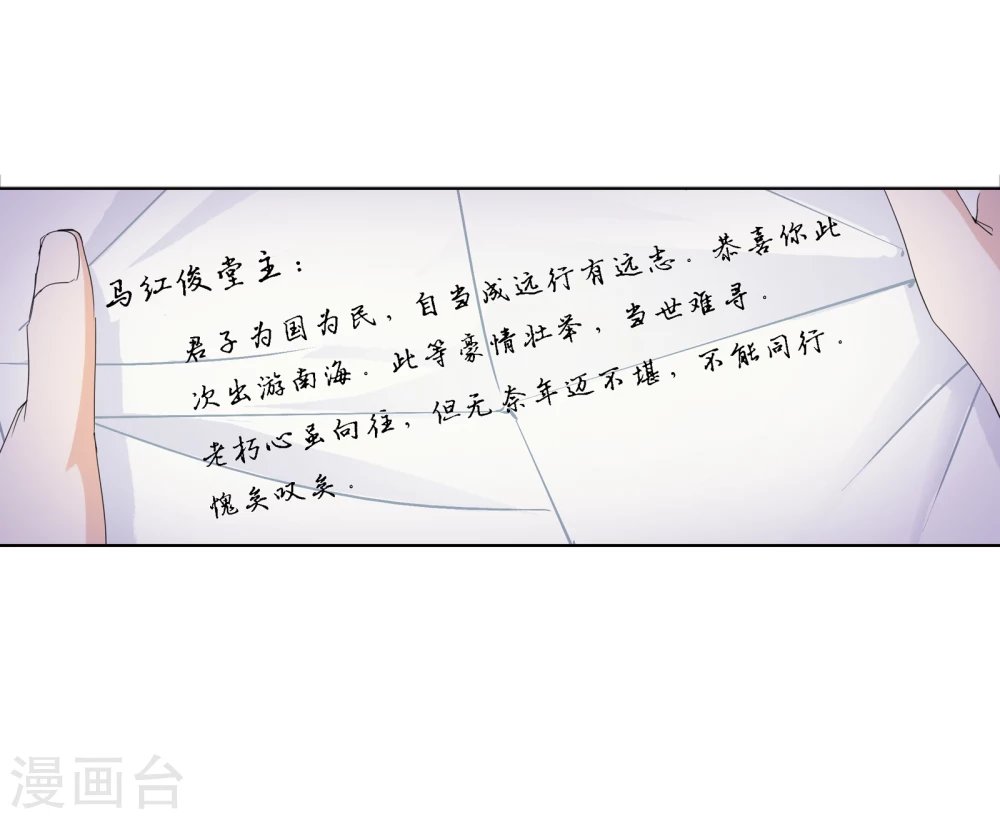 马红俊堂主：
君子为国为民，自当成远行有远志。恭喜你此
次出游南海。此等豪情壮举，当世难寻。
老朽心虽向往，但无奈年迈不堪，不能同行。
愧矣叹矣。
漫画台